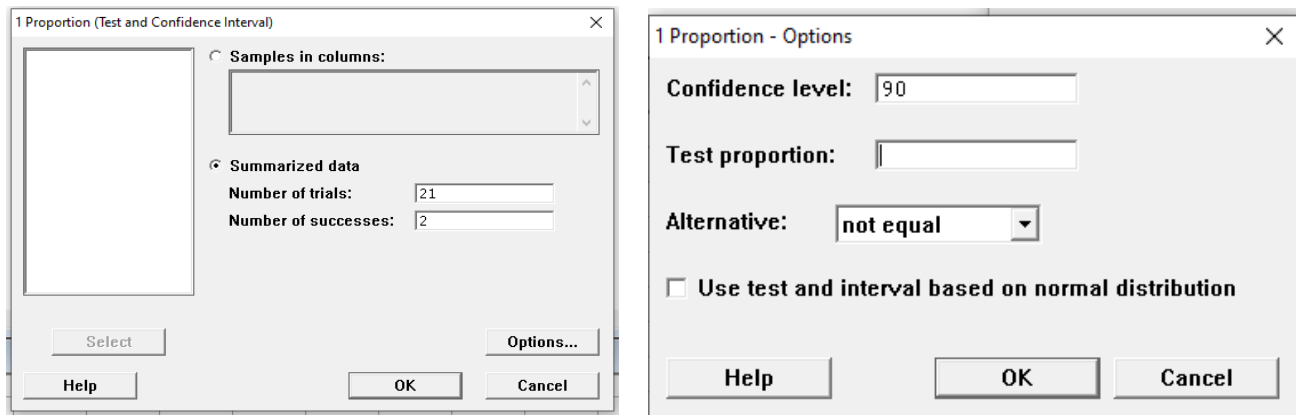 1 Proportion (Test and Confidence Interval)
Samples in columns:
Summarized data
Number of trials: 21
Number of successes: 2
Select
Options...
Help OK Cancel
1 Proportion - Options
Confidence level: 90
Test proportion:
Alternative: not equal
Use test and interval based on normal distribution
Help OK Cancel